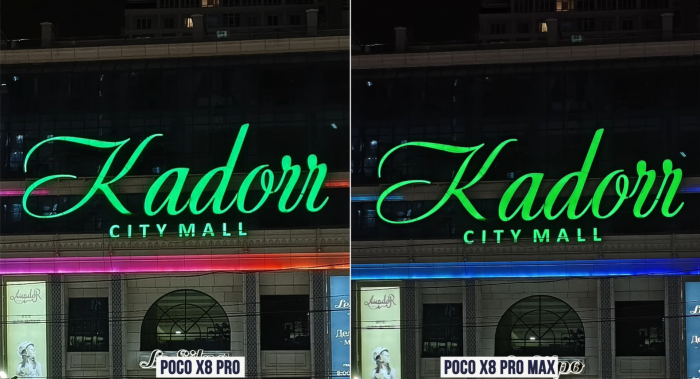 Kadorr
CITY MALL
POCO X8 PRO
Kadorr
CITY MALL
POCO X8 PRO MAX